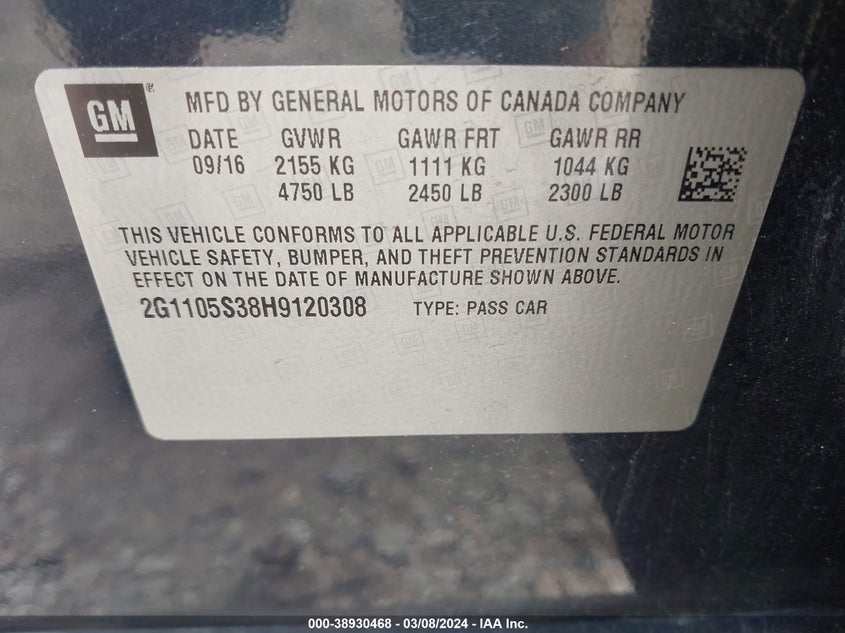 GM
MFD BY GENERAL MOTORS OF CANADA COMPANY
DATE GVWR GAWR FRT GAWR RR
09/16 2155 KG 1111 KG 1044 KG
4750 LB 2450 LB 2300 LB
THIS VEHICLE CONFORMS TO ALL APPLICABLE U.S. FEDERAL MOTOR
VEHICLE SAFETY, BUMPER, AND THEFT PREVENTION STANDARDS IN
EFFECT ON THE DATE OF MANUFACTURE SHOWN ABOVE.
2G1105S38H9120308 TYPE: PASS CAR
000-38930468 - 03/08/2024 - IAA Inc.